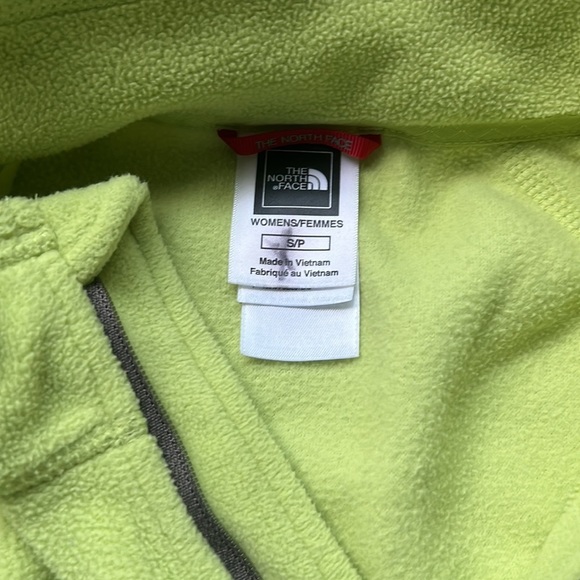 THE NORTH FACE
THE
NORTH
FACE
WOMENS/FEMMES
S/P
Made in Vietnam
Fabriqué au Vietnam